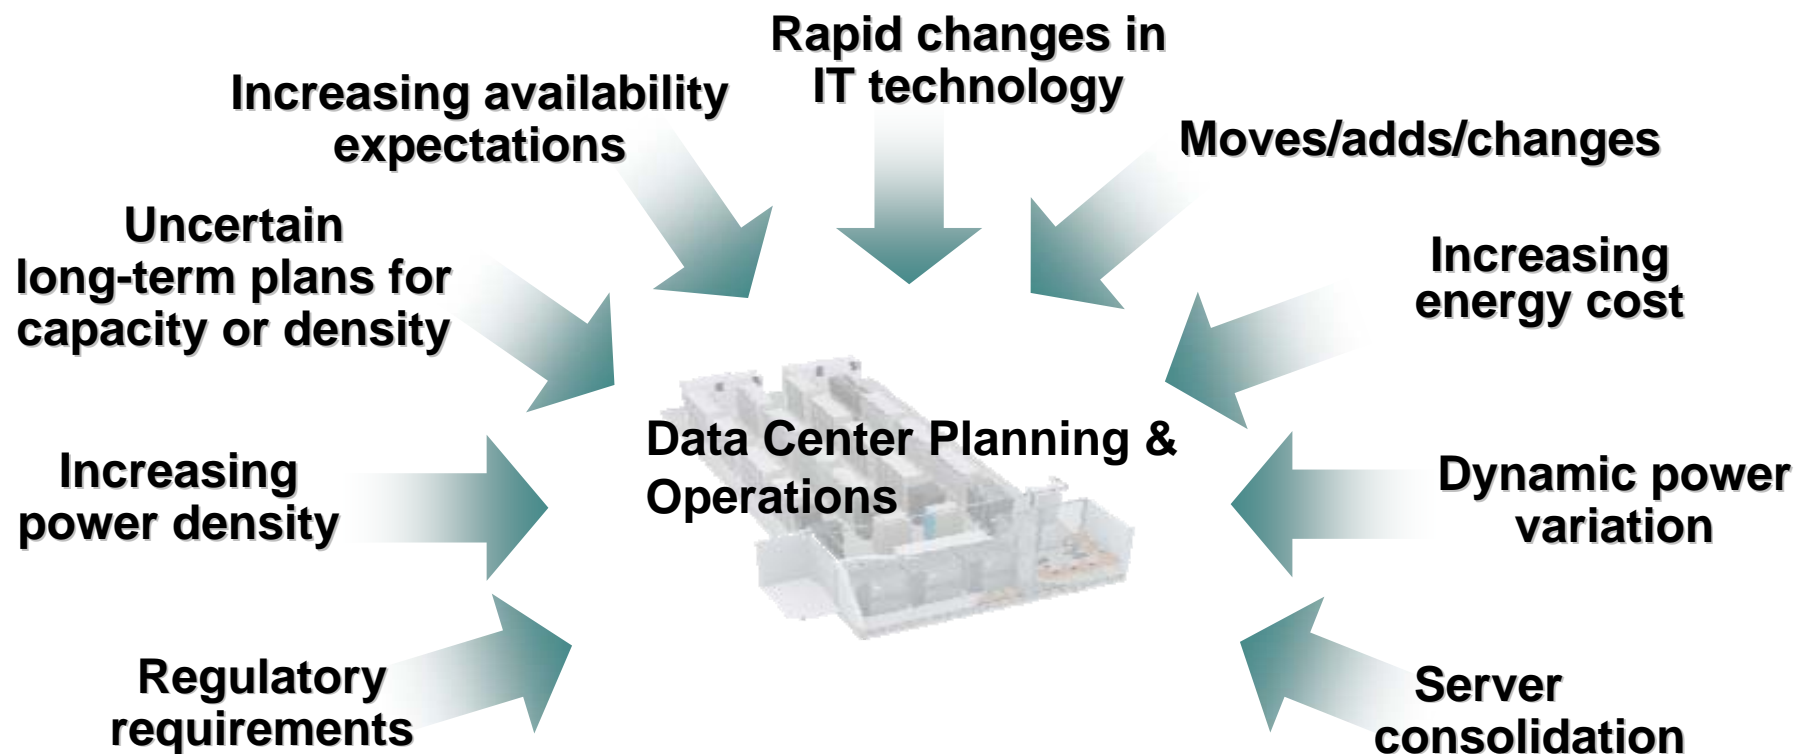 Rapid changes in
IT technology
Increasing availability
expectations
Moves/adds/changes
Uncertain
long-term plans for
capacity or density
Increasing
energy cost
Data Center Planning &
Operations
Increasing
power density
Dynamic power
variation
Regulatory
requirements
Server
consolidation